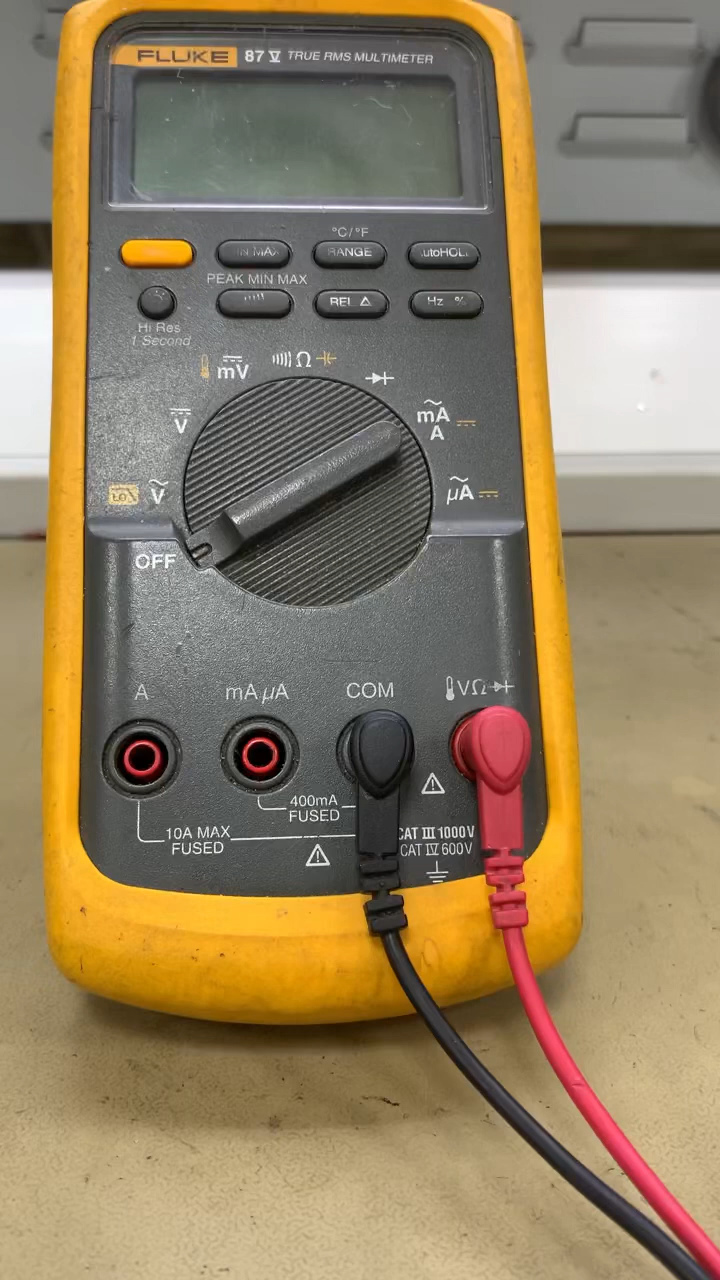 FLUKE 87 V TRUE RMS MULTIMETER
°C/°F
RANGE
PEAK MIN MAX
REL Δ
Hz %
Hi Res
1 Second
mV
Ω
V
mA
A
V
µA
OFF
A
mA µA
COM
VΩ
400mA
FUSED
10A MAX
FUSED
CAT III 1000V
CAT IV 600V